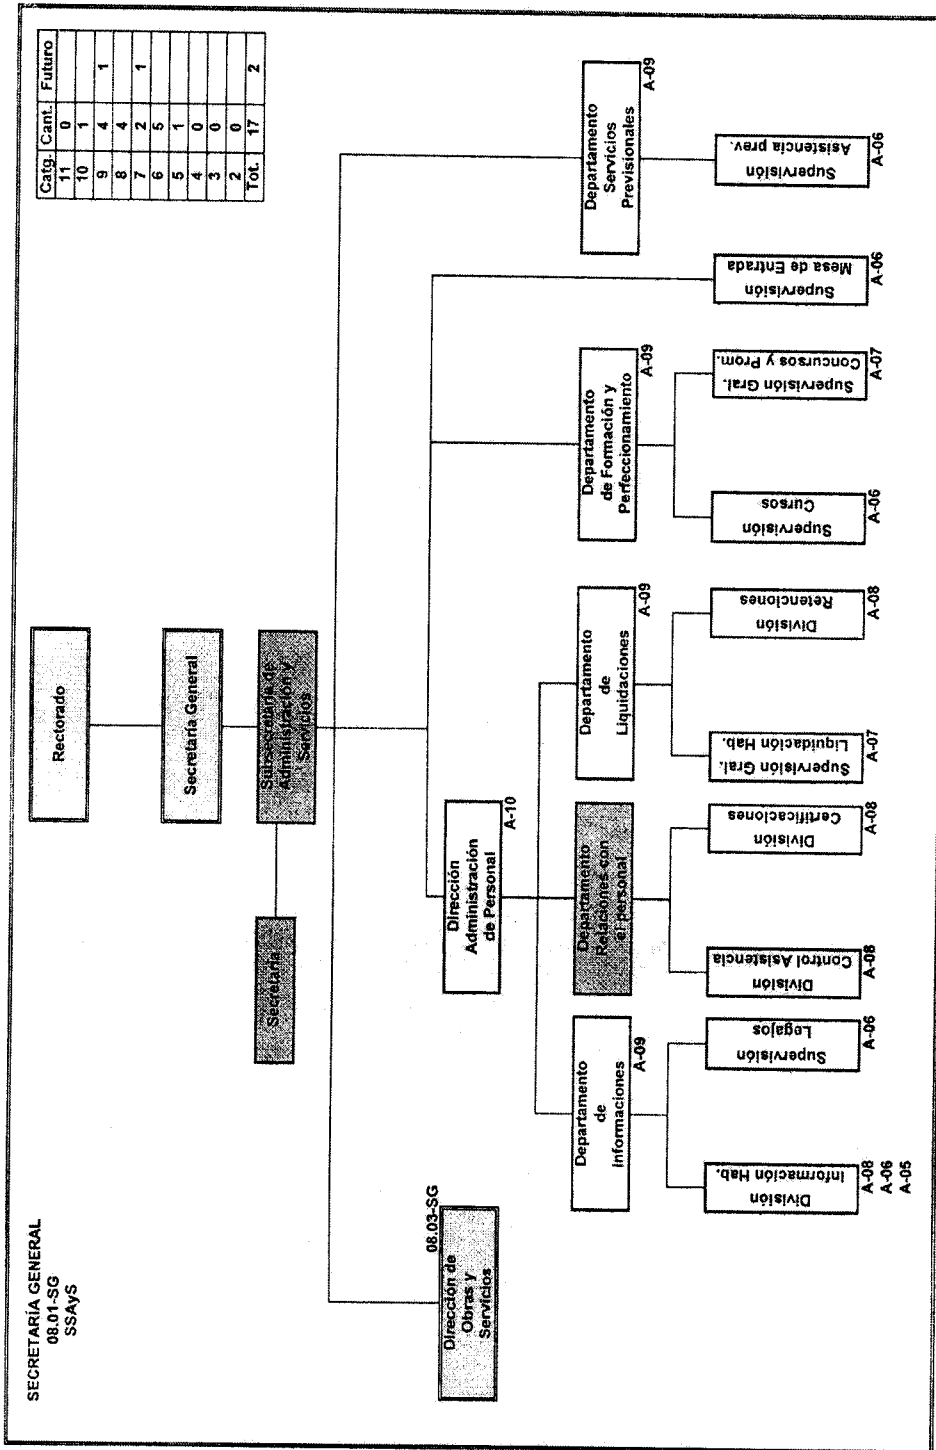 SECRETARÍA GENERAL
08.01-SG
SSAyS
Catg. Cant. Futuro
11 0
10 1
9 4 1
8 4
7 2 1
6 5
5 1
4 0
3 0
2 0
Tot. 17 2
Rectorado
Secretaría General
Subsecretaría de
Administración y
Servicios
Secretaría
Dirección de
Obras y
Servicios
08.03-SG
Dirección
Administración
de Personal
A-10
Departamento
de
Informaciones
A-09
Departamento
Relaciones con
el personal
Departamento
de
Liquidaciones
A-09
Departamento
de Formación y
Perfeccionamiento
A-09
Departamento
Servicios
Previsionales
A-09
División
Información Hab.
A-08
A-06
A-05
Supervisión
Legajos
A-06
División
Control Asistencia
A-08
División
Certificaciones
A-08
Supervisión Gral.
Liquidación Hab.
A-07
División
Retenciones
A-08
Supervisión
Cursos
A-06
Supervisión Gral.
Concursos y Prom.
A-07
Supervisión
Mesa de Entrada
A-06
Supervisión
Asistencia prev.
A-06